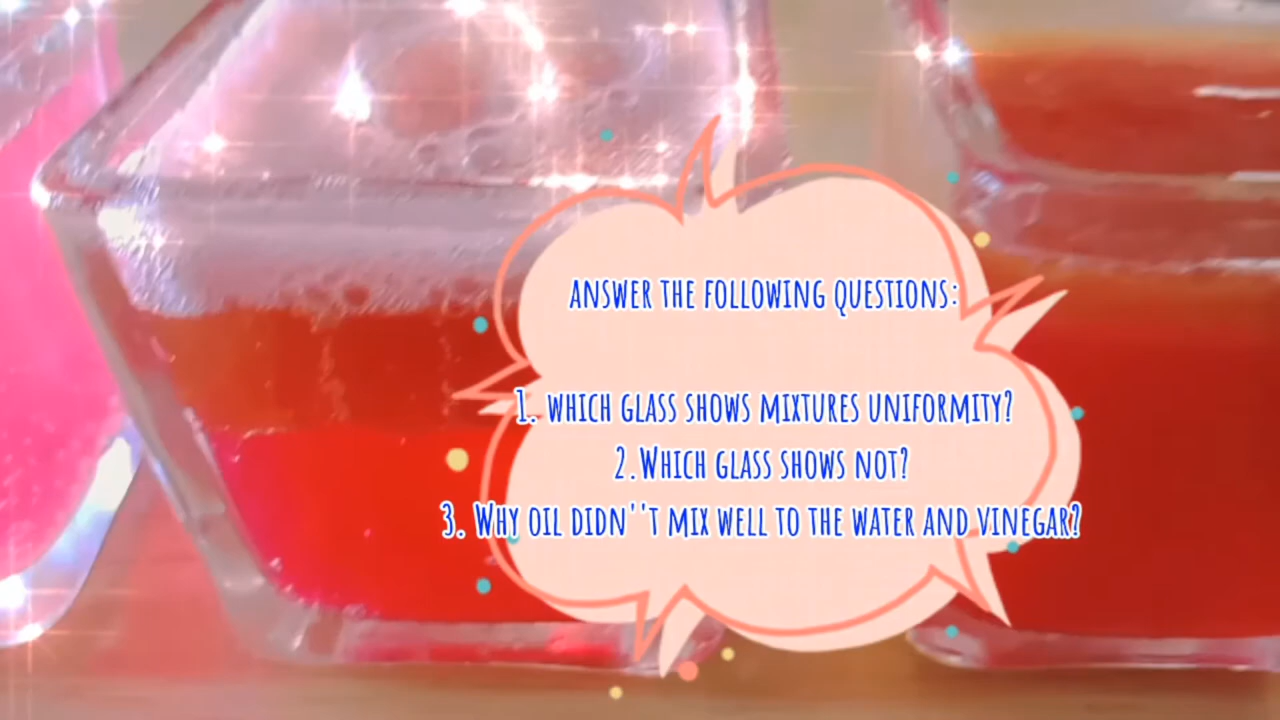 ANSWER THE FOLLOWING QUESTIONS:
1. WHICH GLASS SHOWS MIXTURES UNIFORMITY?
2.WHICH GLASS SHOWS NOT?
3. WHY OIL DIDN''T MIX WELL TO THE WATER AND VINEGAR?